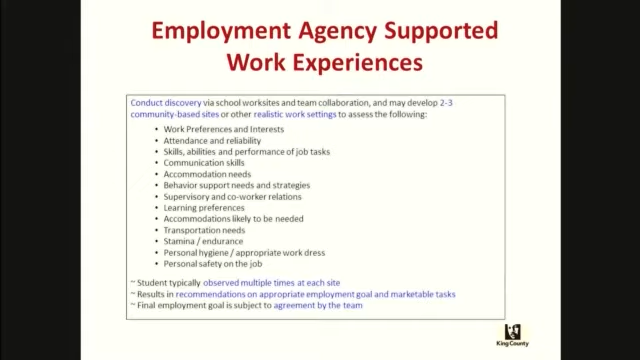 Employment Agency Supported
Work Experiences
Conduct discovery via school worksites and team collaboration, and may develop 2-3
community-based sites or other realistic work settings to assess the following:
• Work Preferences and Interests
• Attendance and reliability
• Skills, abilities and performance of job tasks
• Communication skills
• Accommodation needs
• Behavior support needs and strategies
• Supervisory and co-worker relations
• Learning preferences
• Accommodations likely to be needed
• Transportation needs
• Stamina / endurance
• Personal hygiene / appropriate work dress
• Personal safety on the job
~ Student typically observed multiple times at each site
~ Results in recommendations on appropriate employment goal and marketable tasks
~ Final employment goal is subject to agreement by the team
King County